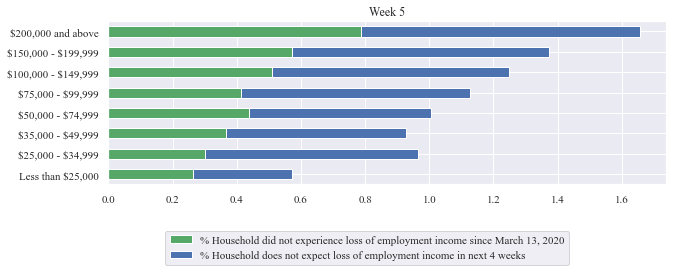 Week 5
$200,000 and above
$150,000 - $199,999
$100,000 - $149,999
$75,000 - $99,999
$50,000 - $74,999
$35,000 - $49,999
$25,000 - $34,999
Less than $25,000
0.0 0.2 0.4 0.6 0.8 1.0 1.2 1.4 1.6
% Household did not experience loss of employment income since March 13, 2020
% Household does not expect loss of employment income in next 4 weeks